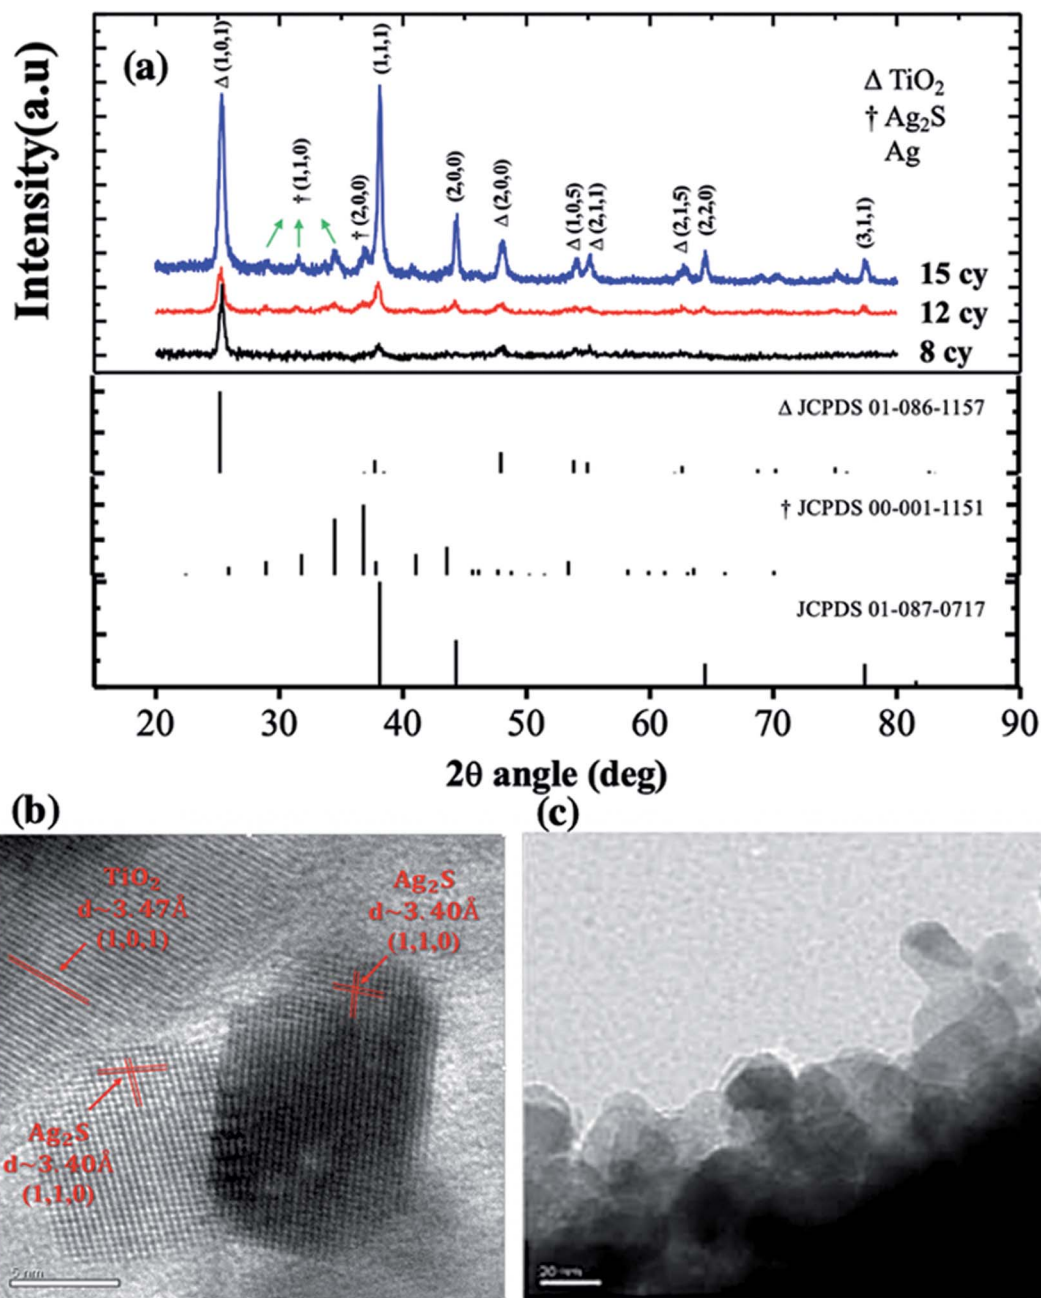 Intensity(a.u)
(a)
Δ (1,0,1)
† (1,1,0)
† (2,0,0)
(1,1,1)
(2,0,0)
Δ (2,0,0)
Δ (1,0,5)
Δ (2,1,1)
Δ (2,1,5)
(2,2,0)
(3,1,1)
Δ TiO₂
† Ag₂S
Ag
15 cy
12 cy
8 cy
Δ JCPDS 01-086-1157
† JCPDS 00-001-1151
JCPDS 01-087-0717
20 30 40 50 60 70 80 90
2θ angle (deg)
(b)
TiO₂
d~3.47Å
(1,0,1)
Ag₂S
d~3.40Å
(1,1,0)
Ag₂S
d~3.40Å
(1,1,0)
5 nm
(c)
20 nm